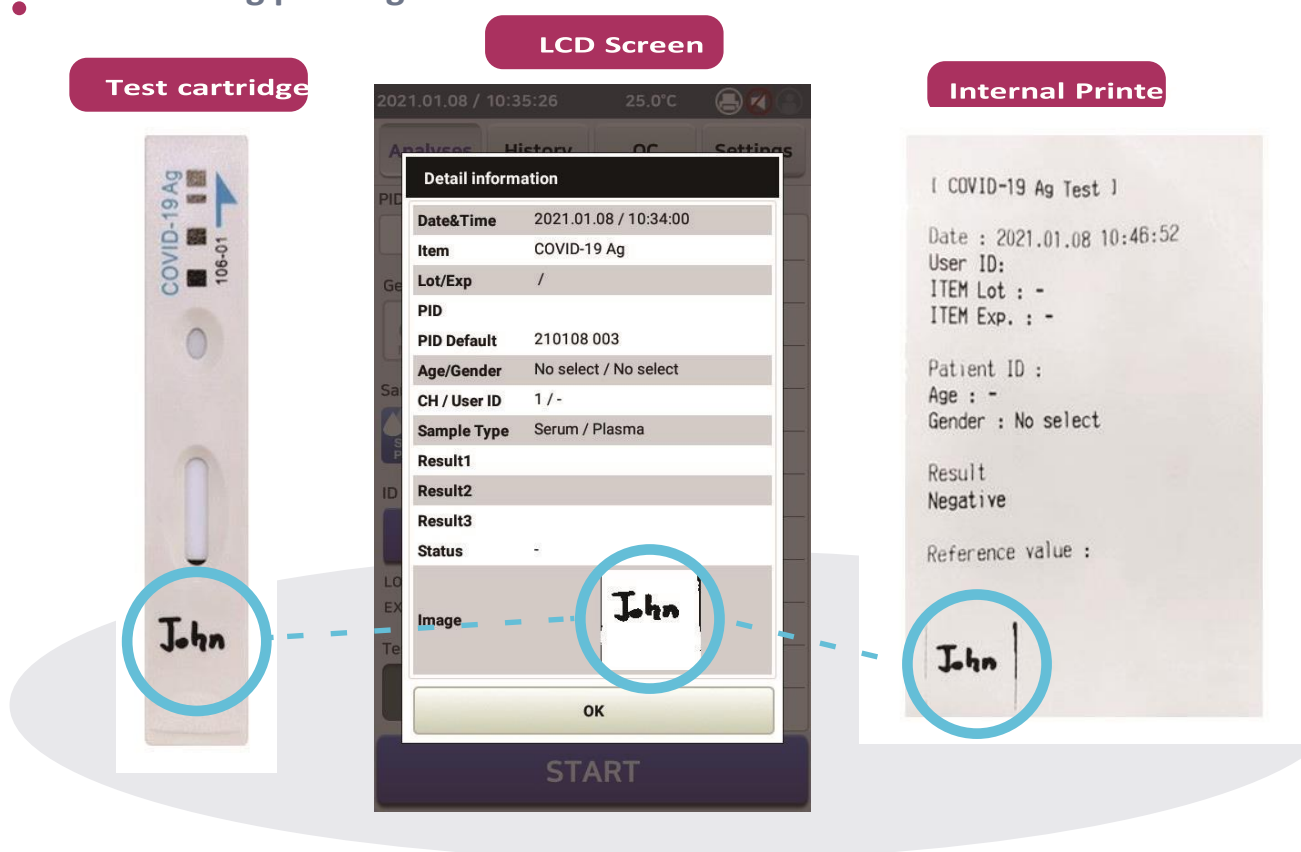 LCD Screen
Test cartridge
Internal Printe
2021.01.08 / 10:35:26 25.0°C
Analyses History QC Settings
Detail information
Date&Time 2021.01.08 / 10:34:00
Item COVID-19 Ag
Lot/Exp /
PID
PID Default 210108 003
Age/Gender No select / No select
CH / User ID 1 / -
Sample Type Serum / Plasma
Result1
Result2
Result3
Status -
Image John
OK
START
COVID-19 Ag
106-01
John
[ COVID-19 Ag Test ]
Date : 2021.01.08 10:46:52
User ID:
ITEM Lot : -
ITEM Exp. : -
Patient ID :
Age : -
Gender : No select
Result
Negative
Reference value :
John